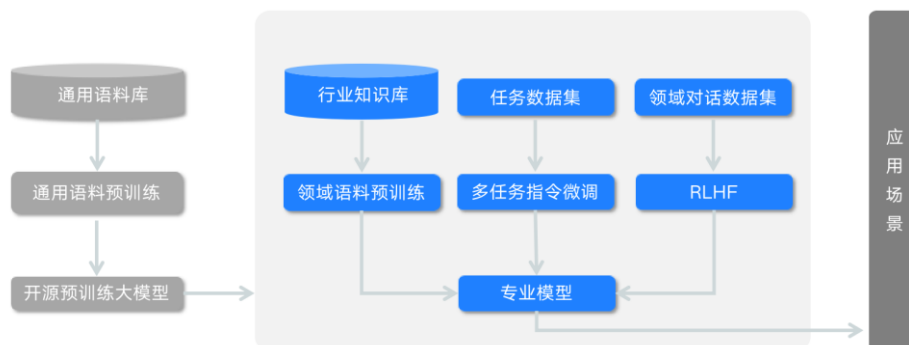 通用语料库
行业知识库
任务数据集
领域对话数据集
通用语料预训练
领域语料预训练
多任务指令微调
RLHF
开源预训练大模型
专业模型
应用场景